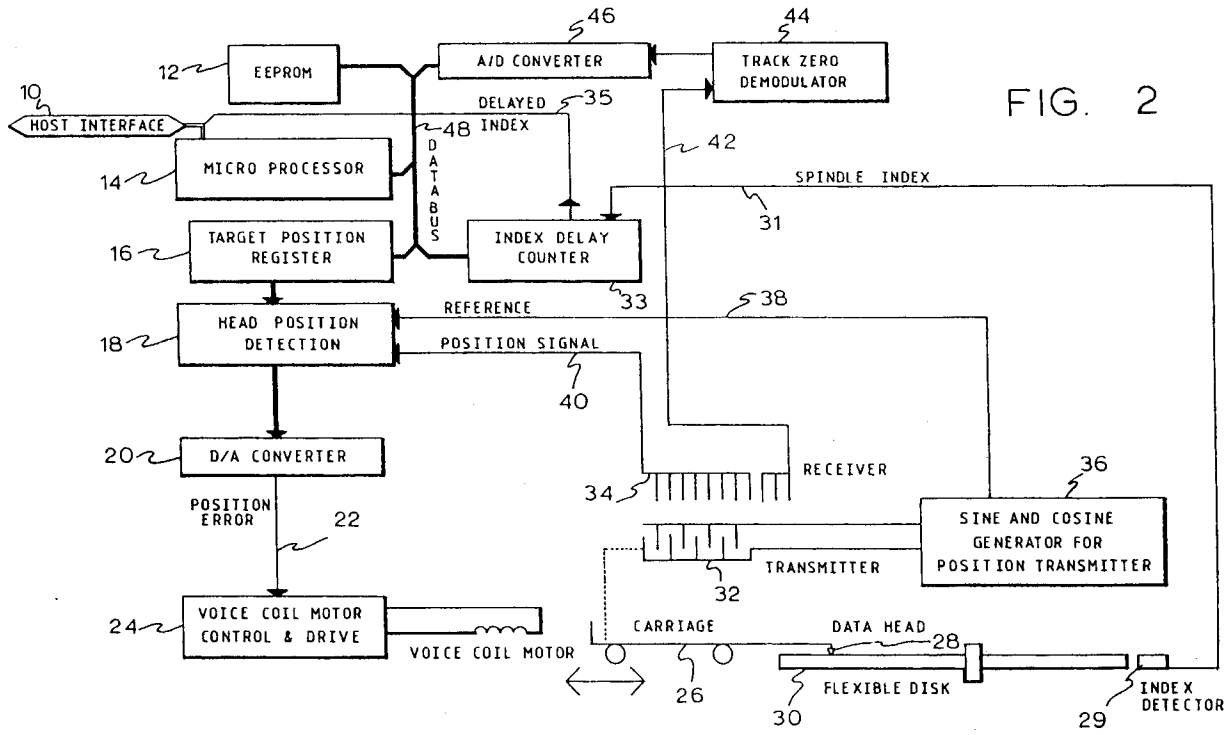 46
44
A/D CONVERTER
TRACK ZERO
DEMODULATOR
12
EEPROM
FIG. 2
10
HOST INTERFACE
DELAYED
INDEX
35
48
42
DATABUS
14
MICRO PROCESSOR
SPINDLE INDEX
31
16
TARGET POSITION
REGISTER
INDEX DELAY
COUNTER
33
18
HEAD POSITION
DETECTION
REFERENCE
38
POSITION SIGNAL
40
20
D/A CONVERTER
34
RECEIVER
36
POSITION
ERROR
22
SINE AND COSINE
GENERATOR FOR
POSITION TRANSMITTER
32
TRANSMITTER
24
VOICE COIL MOTOR
CONTROL & DRIVE
VOICE COIL MOTOR
CARRIAGE
26
DATA HEAD
28
30
FLEXIBLE DISK
29
INDEX
DETECTOR